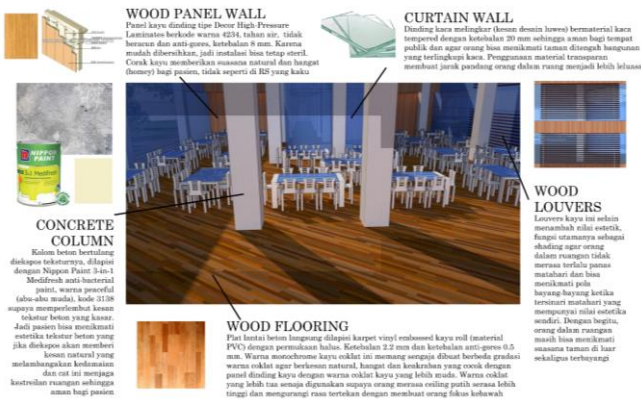 WOOD PANEL WALL
Panel kayu dinding tipe Decor High-Pressure
Laminates berkode warna 4234, tahan air, tidak
beracun dan anti-gores, ketebalan 8 mm. Karena
mudah dibersihkan, jadi instalasi bisa tetap steril.
Corak kayu memberikan suasana natural dan hangat
(homey) bagi pasien, tidak seperti di RS yang kaku
CURTAIN WALL
Dinding kaca melingkar (kesan desain luwes) bermaterial kaca
tempered dengan ketebalan 20 mm sehingga aman bagi tempat
publik dan agar orang bisa menikmati taman ditengah bangunan
yang terlingkupi kaca. Penggunaan material transparan
membuat jarak pandang orang dalam ruang menjadi lebih leluasa
NIPPON
PAINT
Medifresh
CONCRETE
COLUMN
Kolom beton bertulang
diekspos teksturnya, dilapisi
dengan Nippon Paint 3-in-1
Medifresh anti-bacterial
paint, warna peaceful
(abu-abu muda), kode 3138
supaya memperlembut kesan
tekstur beton yang kasar.
Jadi pasien bisa menikmati
estetika tekstur beton yang
jika diekspos akan memberi
kesan natural yang
melambangakan kedamaian
dan cat ini menjaga
kestreilan ruangan sehingga
aman bagi pasien
WOOD
LOUVERS
Louvers kayu ini selain
menambah nilai estetik,
fungsi utamanya sebagai
shading agar orang
dalam ruangan tidak
merasa terlalu panas
matahari dan bisa
menikmati pola
bayang-bayang ketika
tersinari matahari yang
mempunyai nilai estetika
sendiri. Dengan begitu,
orang dalam ruangan
masih bisa menikmati
suasana taman di luar
sekaligus terbayangi
WOOD FLOORING
Plat lantai beton langsung dilapisi karpet vinyl embossed kayu roll (material
PVC) dengan permukaan halus. Ketebalan 2.2 mm dan ketebalan anti-gores 0.5
mm. Warna monochrome kayu coklat ini memang sengaja dibuat berbeda gradasi
warna coklat agar berkesan natural, hangat dan keakraban yang cocok dengan
panel dinding kayu dengan warna coklat kayu yang lebih muda. Warna coklat
yang lebih tua senaja digunakan supaya orang merasa ceiling putih serasa lebih
tinggi dan mengurangi rasa tertekan dengan membuat orang fokus kebawah